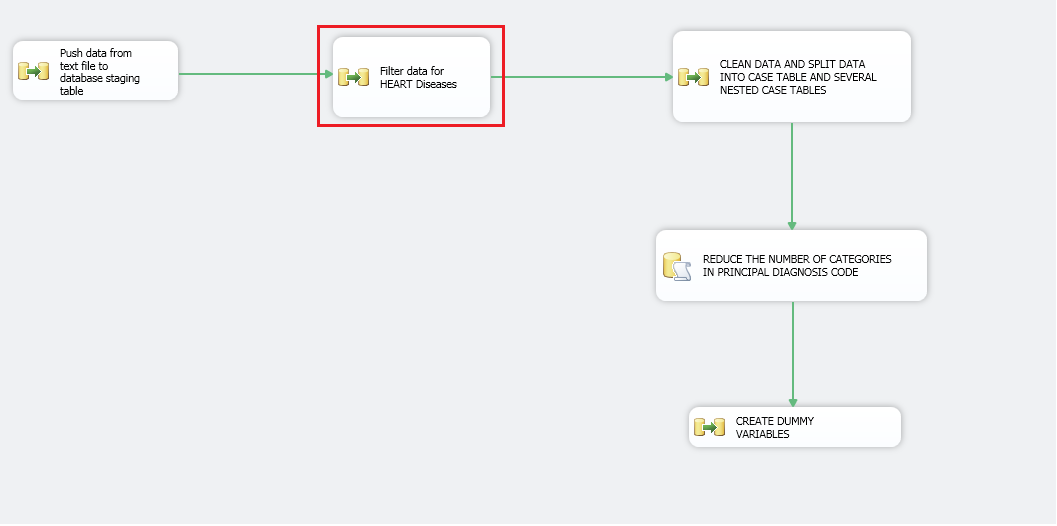 Push data from
text file to
database staging
table
Filter data for
HEART Diseases
CLEAN DATA AND SPLIT DATA
INTO CASE TABLE AND SEVERAL
NESTED CASE TABLES
REDUCE THE NUMBER OF CATEGORIES
IN PRINCIPAL DIAGNOSIS CODE
CREATE DUMMY
VARIABLES